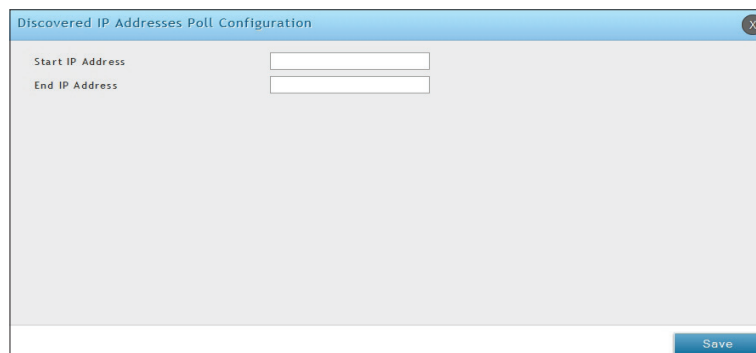 Discovered IP Addresses Poll Configuration
X
Start IP Address
End IP Address
Save